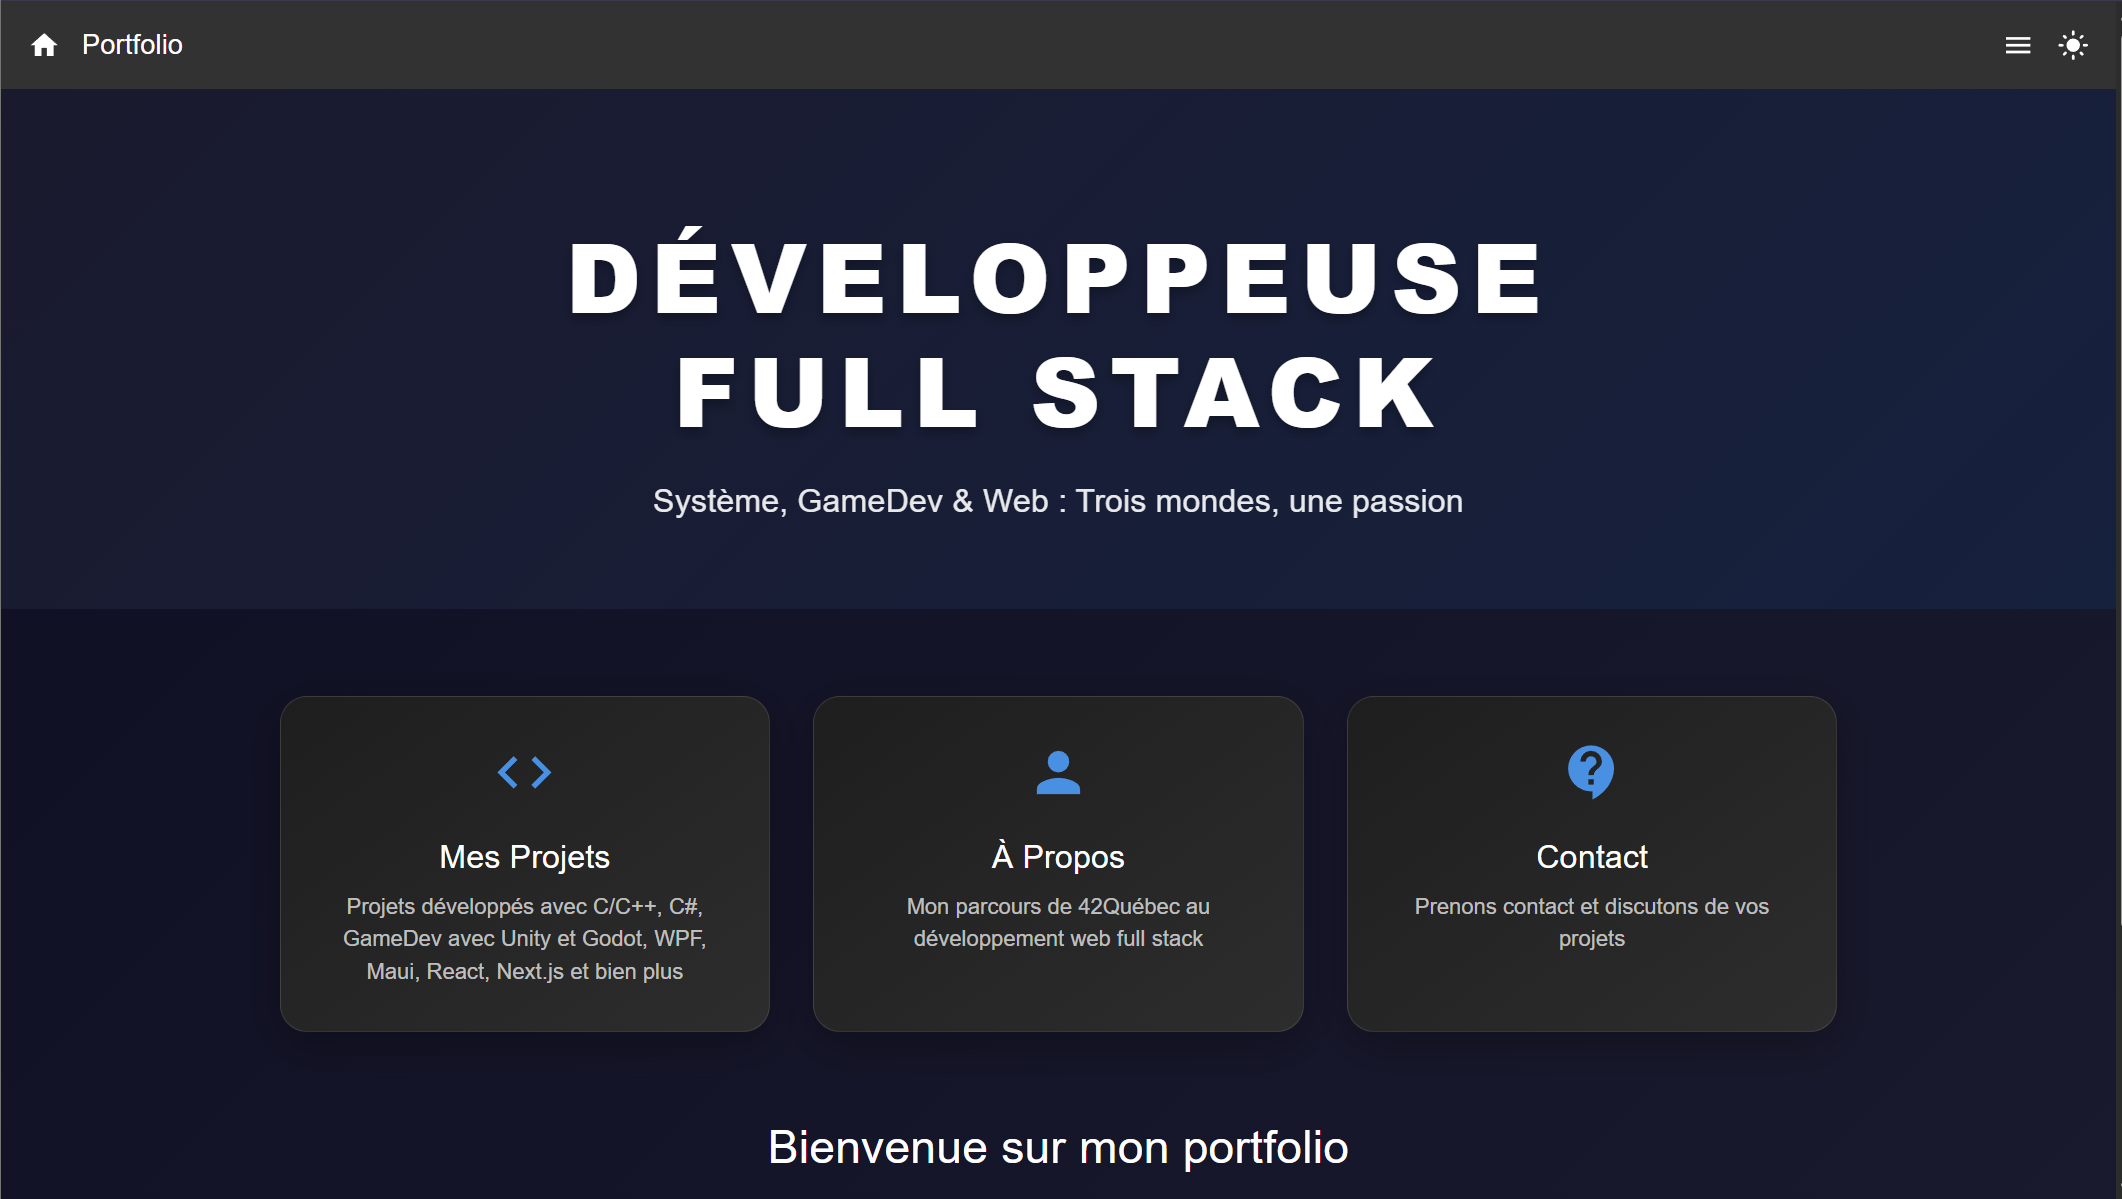 Portfolio
DÉVELOPPEUSE
FULL STACK
Système, GameDev & Web : Trois mondes, une passion
Mes Projets
Projets développés avec C/C++, C#,
GameDev avec Unity et Godot, WPF,
Maui, React, Next.js et bien plus
À Propos
Mon parcours de 42Québec au
développement web full stack
Contact
Prenons contact et discutons de vos
projets
Bienvenue sur mon portfolio